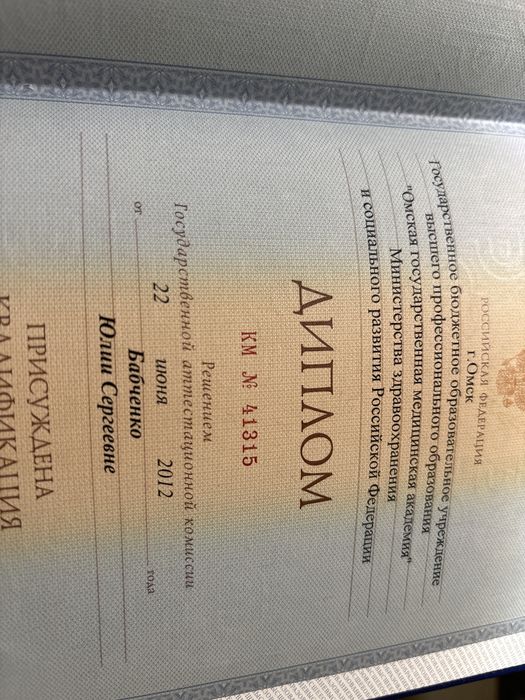 РОССИЙСКАЯ ФЕДЕРАЦИЯ
г. Омск
Государственное бюджетное образовательное учреждение
высшего профессионального образования
"Омская государственная медицинская академия"
Министерства здравоохранения
и социального развития Российской Федерации
ДИПЛОМ
КМ № 41315
Решением
Государственной аттестационной комиссии
от 22 июня 2012 года
Бабченко
Юлии Сергеевне
ПРИСУЖДЕНА
КВАЛИФИКАЦИЯ